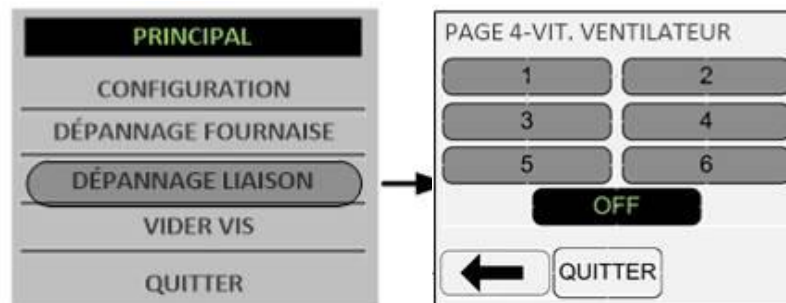 PRINCIPAL
CONFIGURATION
DÉPANNAGE FOURNAISE
DÉPANNAGE LIAISON
VIDER VIS
QUITTER
PAGE 4-VIT. VENTILATEUR
1 2
3 4
5 6
OFF
QUITTER